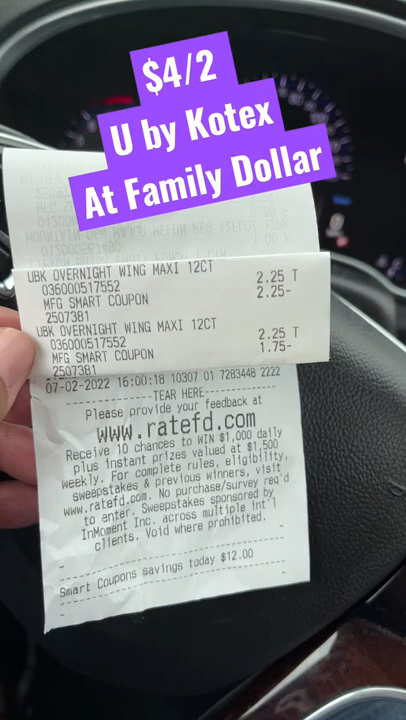 $4/2
U by Kotex
At Family Dollar
UBK OVERNIGHT WING MAXI 12CT
036000517552 2.25 T
MFG SMART COUPON 2.25-
2507381
UBK OVERNIGHT WING MAXI 12CT
036000517552 2.25 T
MFG SMART COUPON 1.75-
2507381
07-02-2022 16:00:18 10307 01 7283448 2222
TEAR HERE
Please provide your feedback at
www.ratefd.com
Receive 10 chances to WIN $1,000 daily
plus instant prizes valued at $1,500
weekly. For complete rules, eligibility,
sweepstakes & previous winners, visit
www.ratefd.com. No purchase/survey req'd
to enter. Sweepstakes sponsored by
InMoment Inc. across multiple int'l
clients. Void where prohibited.
Smart Coupons savings today $12.00